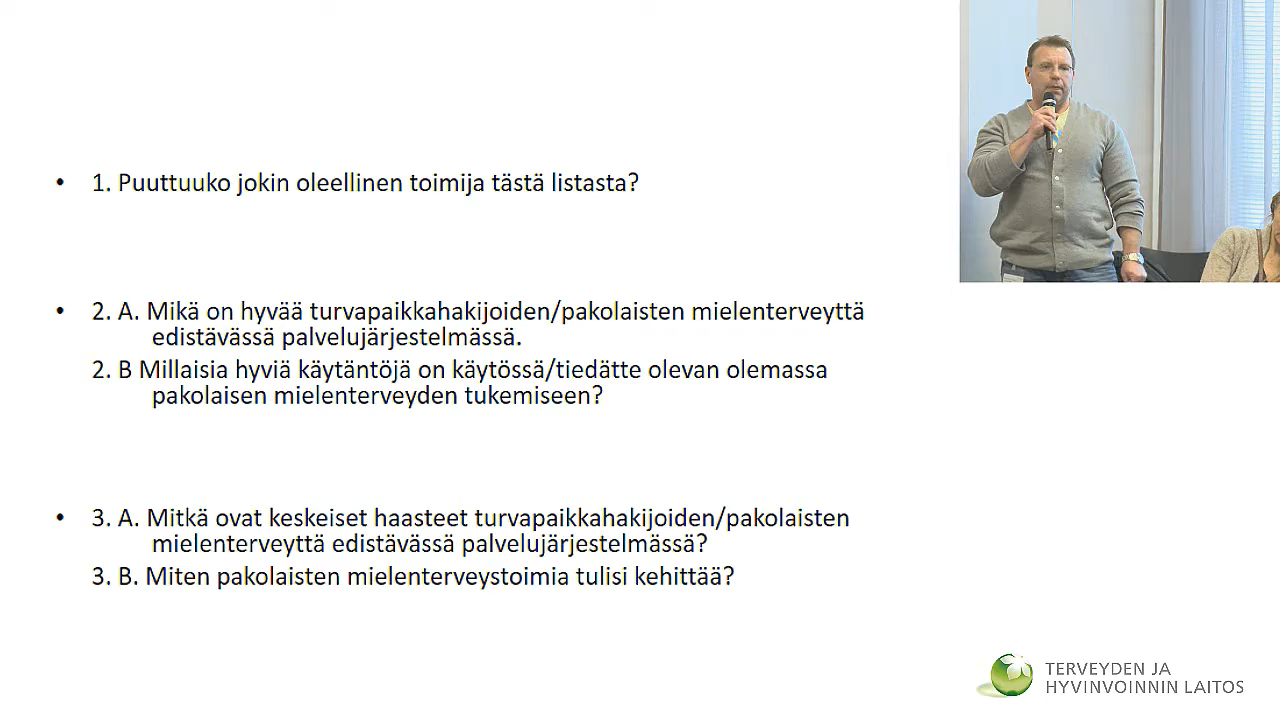 • 1. Puuttuuko jokin oleellinen toimija tästä listasta?
• 2. A. Mikä on hyvää turvapaikkahakijoiden/pakolaisten mielenterveyttä
edistävässä palvelujärjestelmässä.
2. B Millaisia hyviä käytäntöjä on käytössä/tiedätte olevan olemassa
pakolaisen mielenterveyden tukemiseen?
• 3. A. Mitkä ovat keskeiset haasteet turvapaikkahakijoiden/pakolaisten
mielenterveyttä edistävässä palvelujärjestelmässä?
3. B. Miten pakolaisten mielenterveystoimia tulisi kehittää?
TERVEYDEN JA
HYVINVOINNIN LAITOS